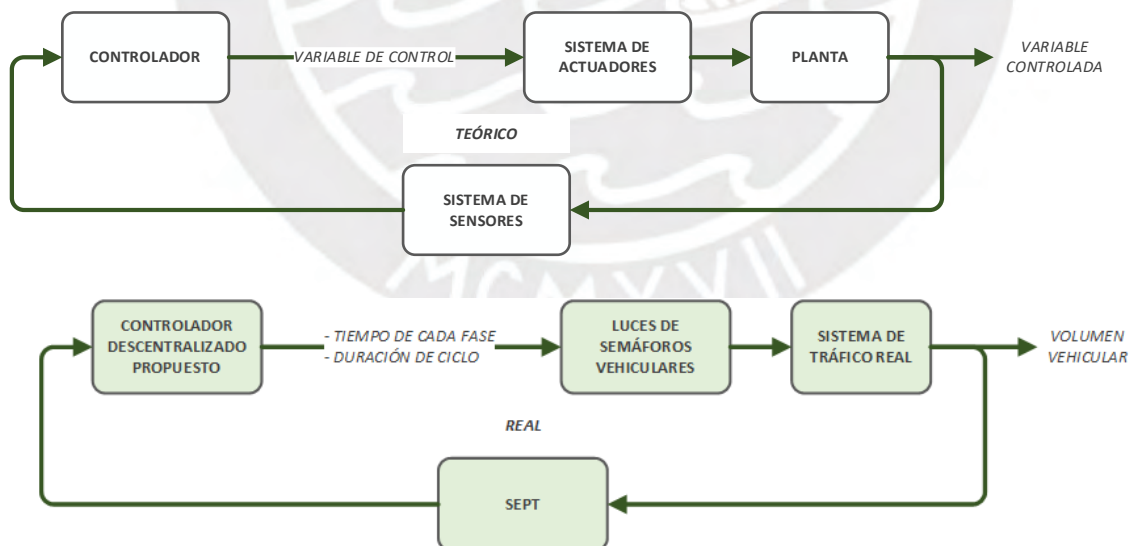 CONTROLADOR
VARIABLE DE CONTROL
SISTEMA DE
ACTUADORES
PLANTA
VARIABLE
CONTROLADA
TEÓRICO
SISTEMA DE
SENSORES
MCMXVII
CONTROLADOR
DESCENTRALIZADO
PROPUESTO
- TIEMPO DE CADA FASE
- DURACIÓN DE CICLO
LUCES DE
SEMÁFOROS
VEHICULARES
SISTEMA DE
TRÁFICO REAL
VOLUMEN
VEHICULAR
REAL
SEPT